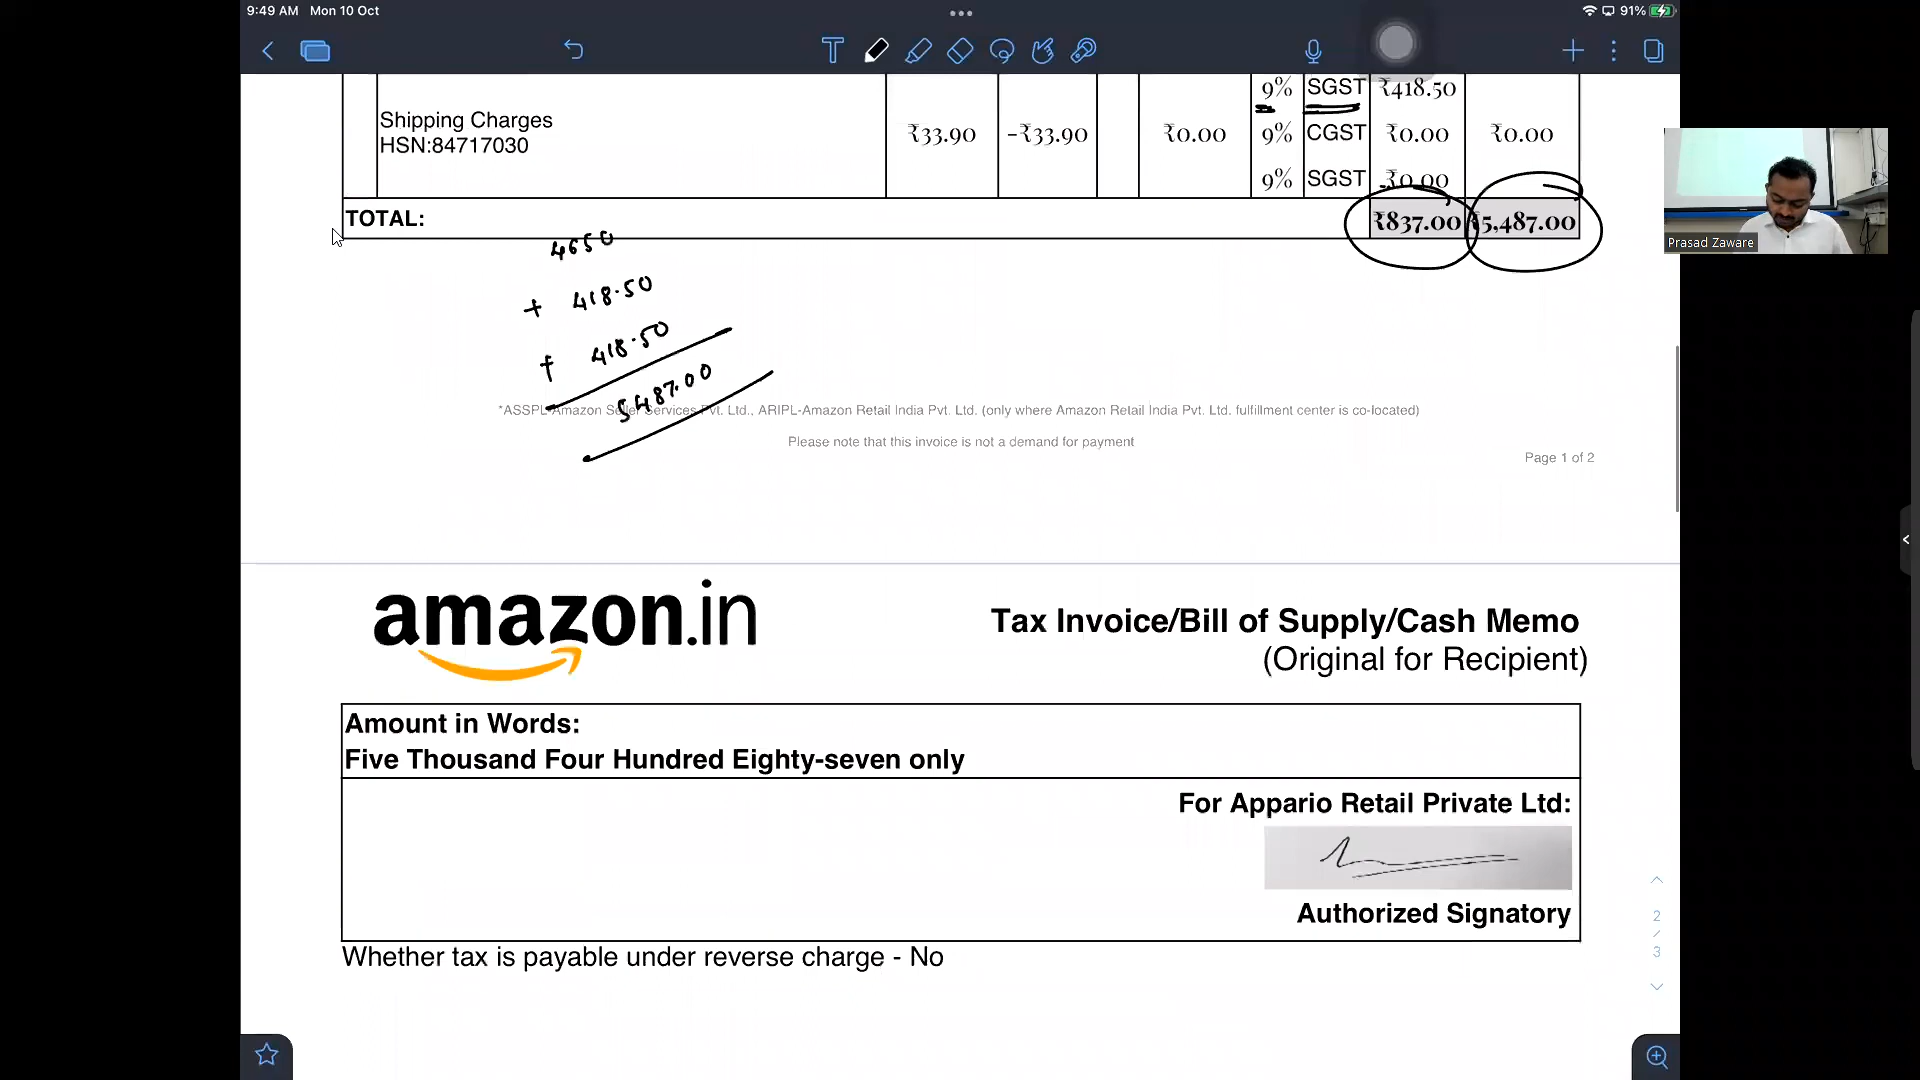 9:49 AM Mon 10 Oct
91%
9% SGST ₹418.50
Shipping Charges
HSN:84717030
₹33.90 -₹33.90 ₹0.00 9% CGST ₹0.00 ₹0.00
9% SGST ₹0.00
TOTAL: ₹837.00 ₹5,487.00
4650
+ 418.50
+ 418.50
5487.00
*ASSPL-Amazon Seller Services Pvt. Ltd., ARIPL-Amazon Retail India Pvt. Ltd. (only where Amazon Retail India Pvt. Ltd. fulfillment center is co-located)
Please note that this invoice is not a demand for payment
Page 1 of 2
amazon.in
Tax Invoice/Bill of Supply/Cash Memo
(Original for Recipient)
Amount in Words:
Five Thousand Four Hundred Eighty-seven only
For Appario Retail Private Ltd:
Authorized Signatory
Whether tax is payable under reverse charge - No
2
/
3
Prasad Zaware